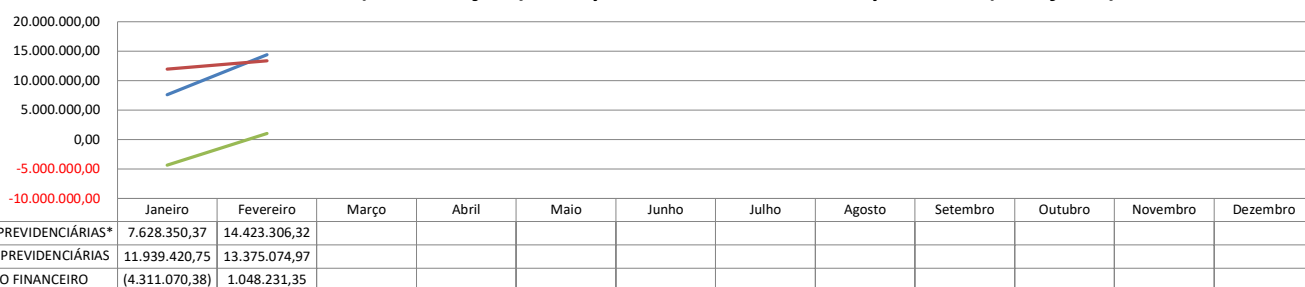 20.000.000,00
15.000.000,00
10.000.000,00
5.000.000,00
0,00
-5.000.000,00
-10.000.000,00
Janeiro Fevereiro Março Abril Maio Junho Julho Agosto Setembro Outubro Novembro Dezembro
PREVIDENCIÁRIAS* 7.628.350,37 14.423.306,32
PREVIDENCIÁRIAS 11.939.420,75 13.375.074,97
O FINANCEIRO (4.311.070,38) 1.048.231,35